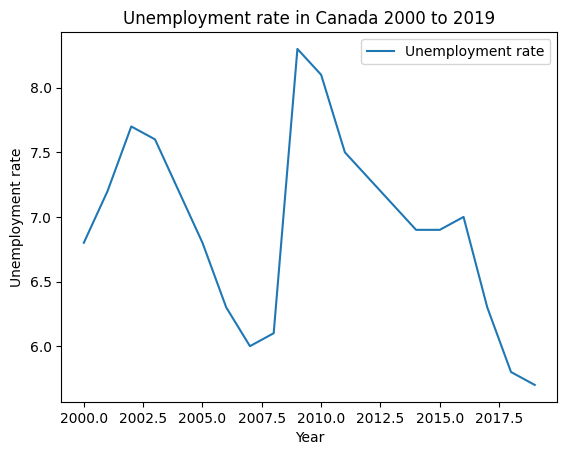 Unemployment rate in Canada 2000 to 2019
Unemployment rate
8.0
7.5
7.0
6.5
6.0
Unemployment rate
2000.0 2002.5 2005.0 2007.5 2010.0 2012.5 2015.0 2017.5
Year